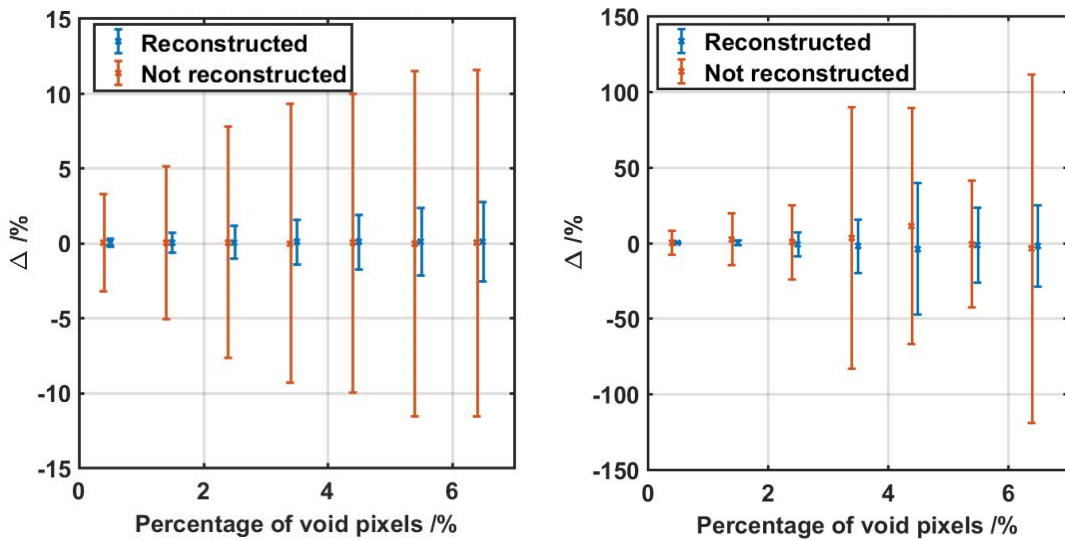 15
10
5
0
-5
-10
-15
Δ /%
Reconstructed
Not reconstructed
0
2
4
6
Percentage of void pixels /%
150
100
50
0
-50
-100
-150
Δ /%
Reconstructed
Not reconstructed
0
2
4
6
Percentage of void pixels /%